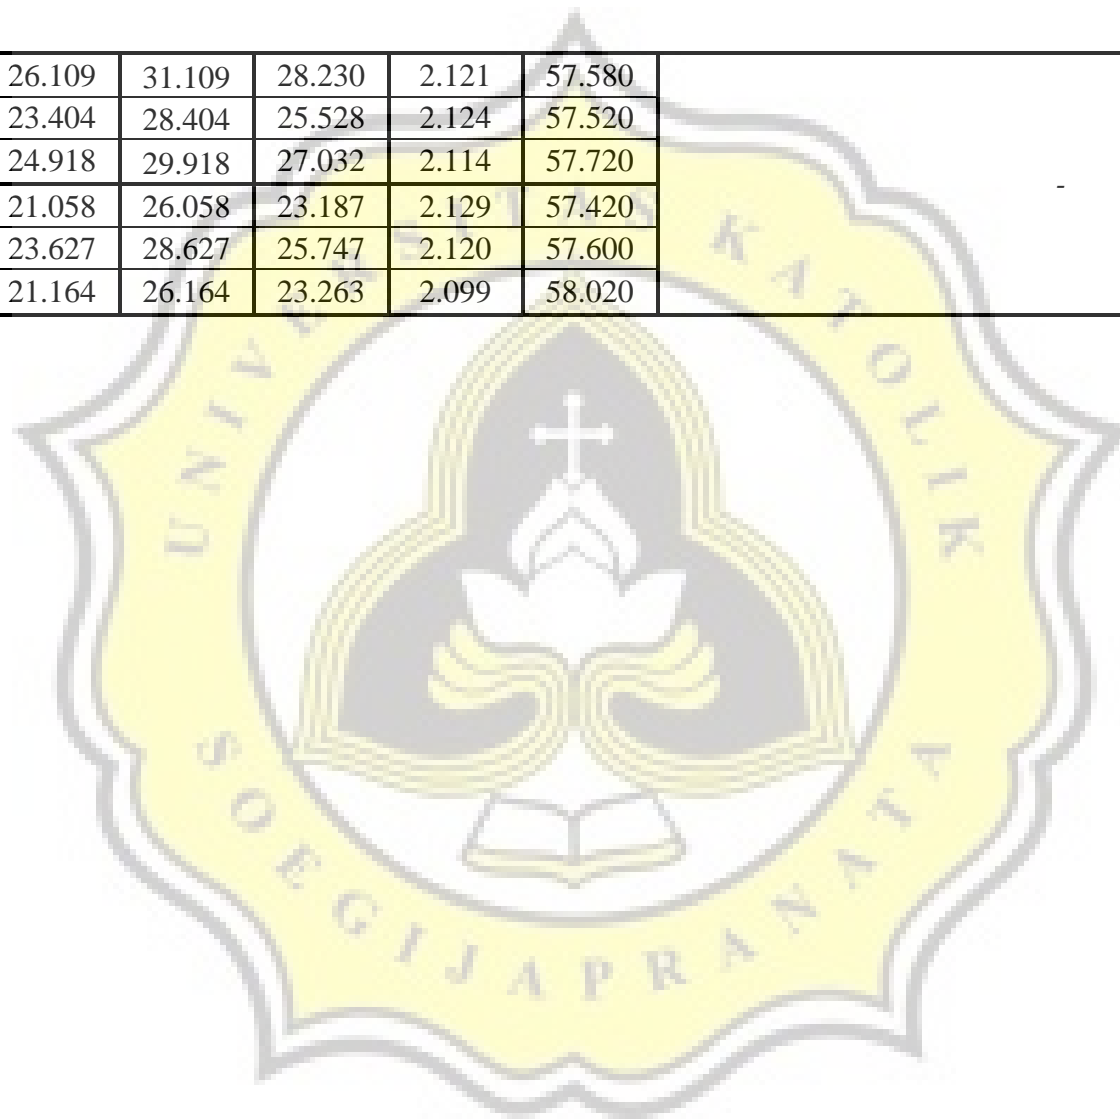 26.109 31.109 28.230 2.121 57.580
23.404 28.404 25.528 2.124 57.520
24.918 29.918 27.032 2.114 57.720
-
21.058 26.058 23.187 2.129 57.420
23.627 28.627 25.747 2.120 57.600
21.164 26.164 23.263 2.099 58.020
UNIVERSITAS KATOLIK
SOEGIJAPRANATA